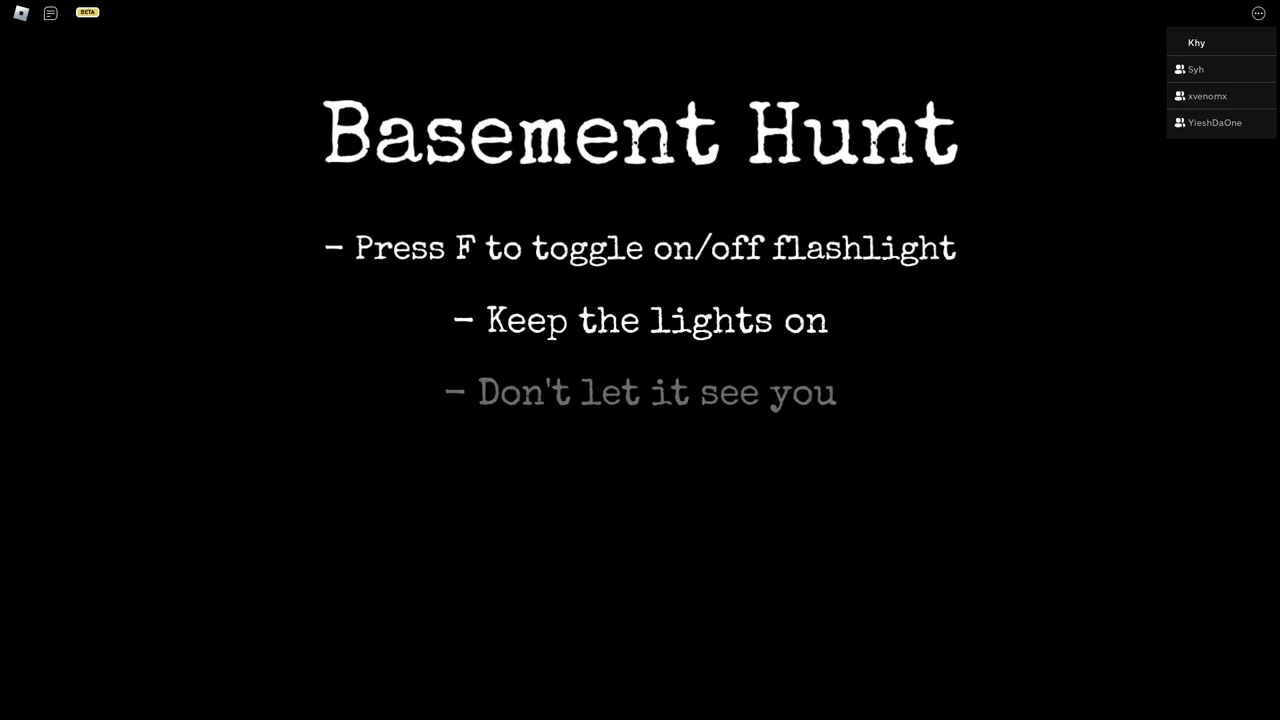 BETA
Khy
Syh
xvenomx
YieshDaOne
Basement Hunt
- Press F to toggle on/off flashlight
- Keep the lights on
- Don't let it see you